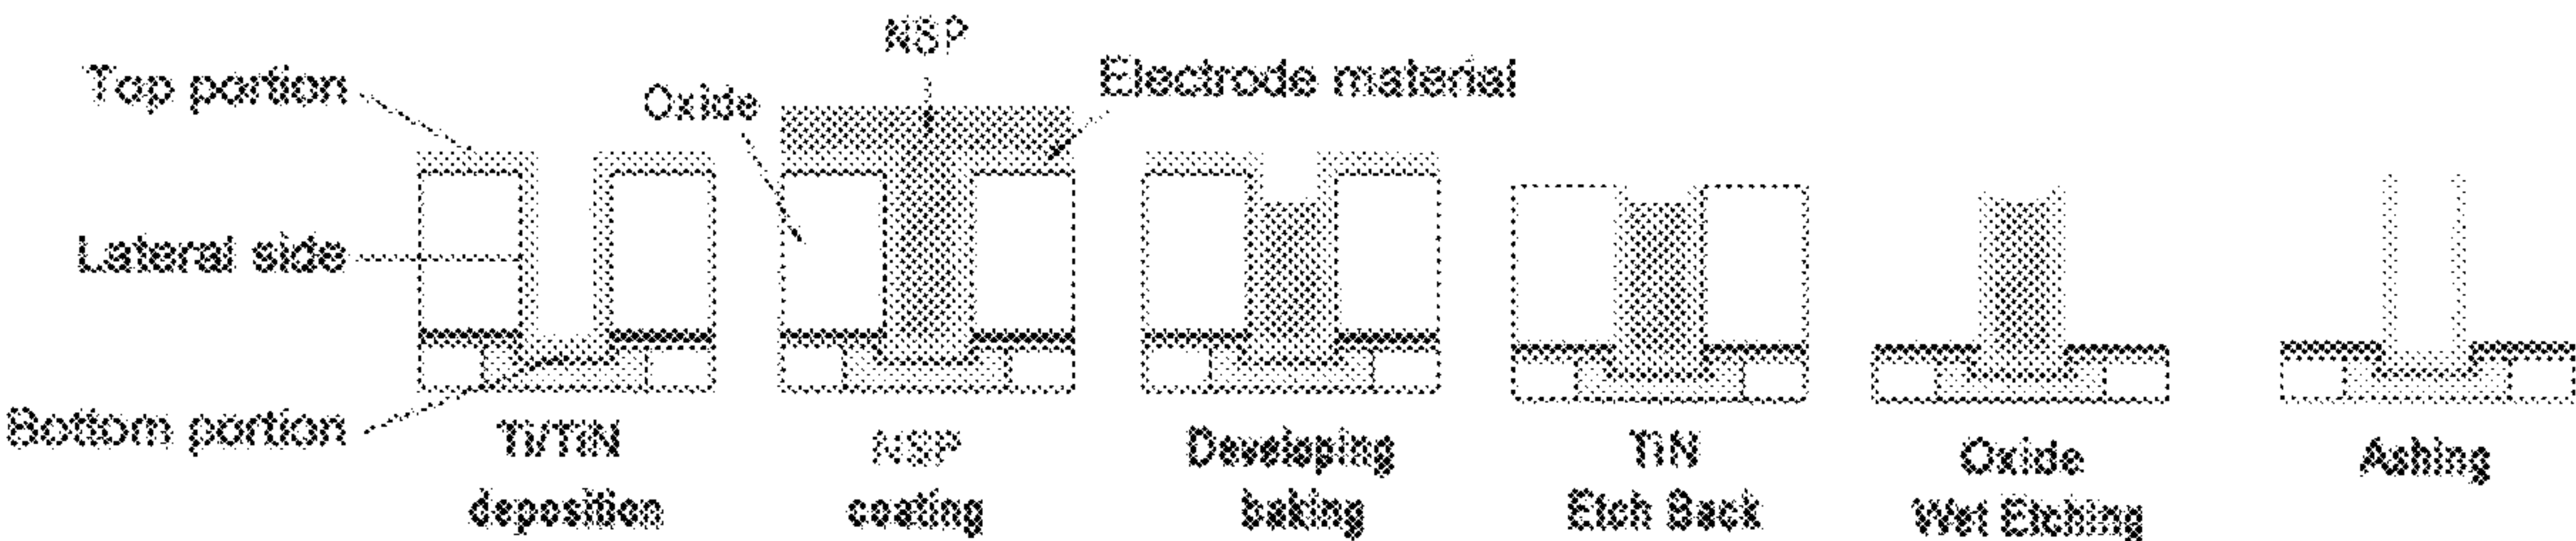 NSP
Top portion
Oxide
Electrode material
Lateral side
Bottom portion
Ti/TiN
deposition
NSP
coating
Developing
baking
TiN
Etch Back
Oxide
Wet Etching
Ashing